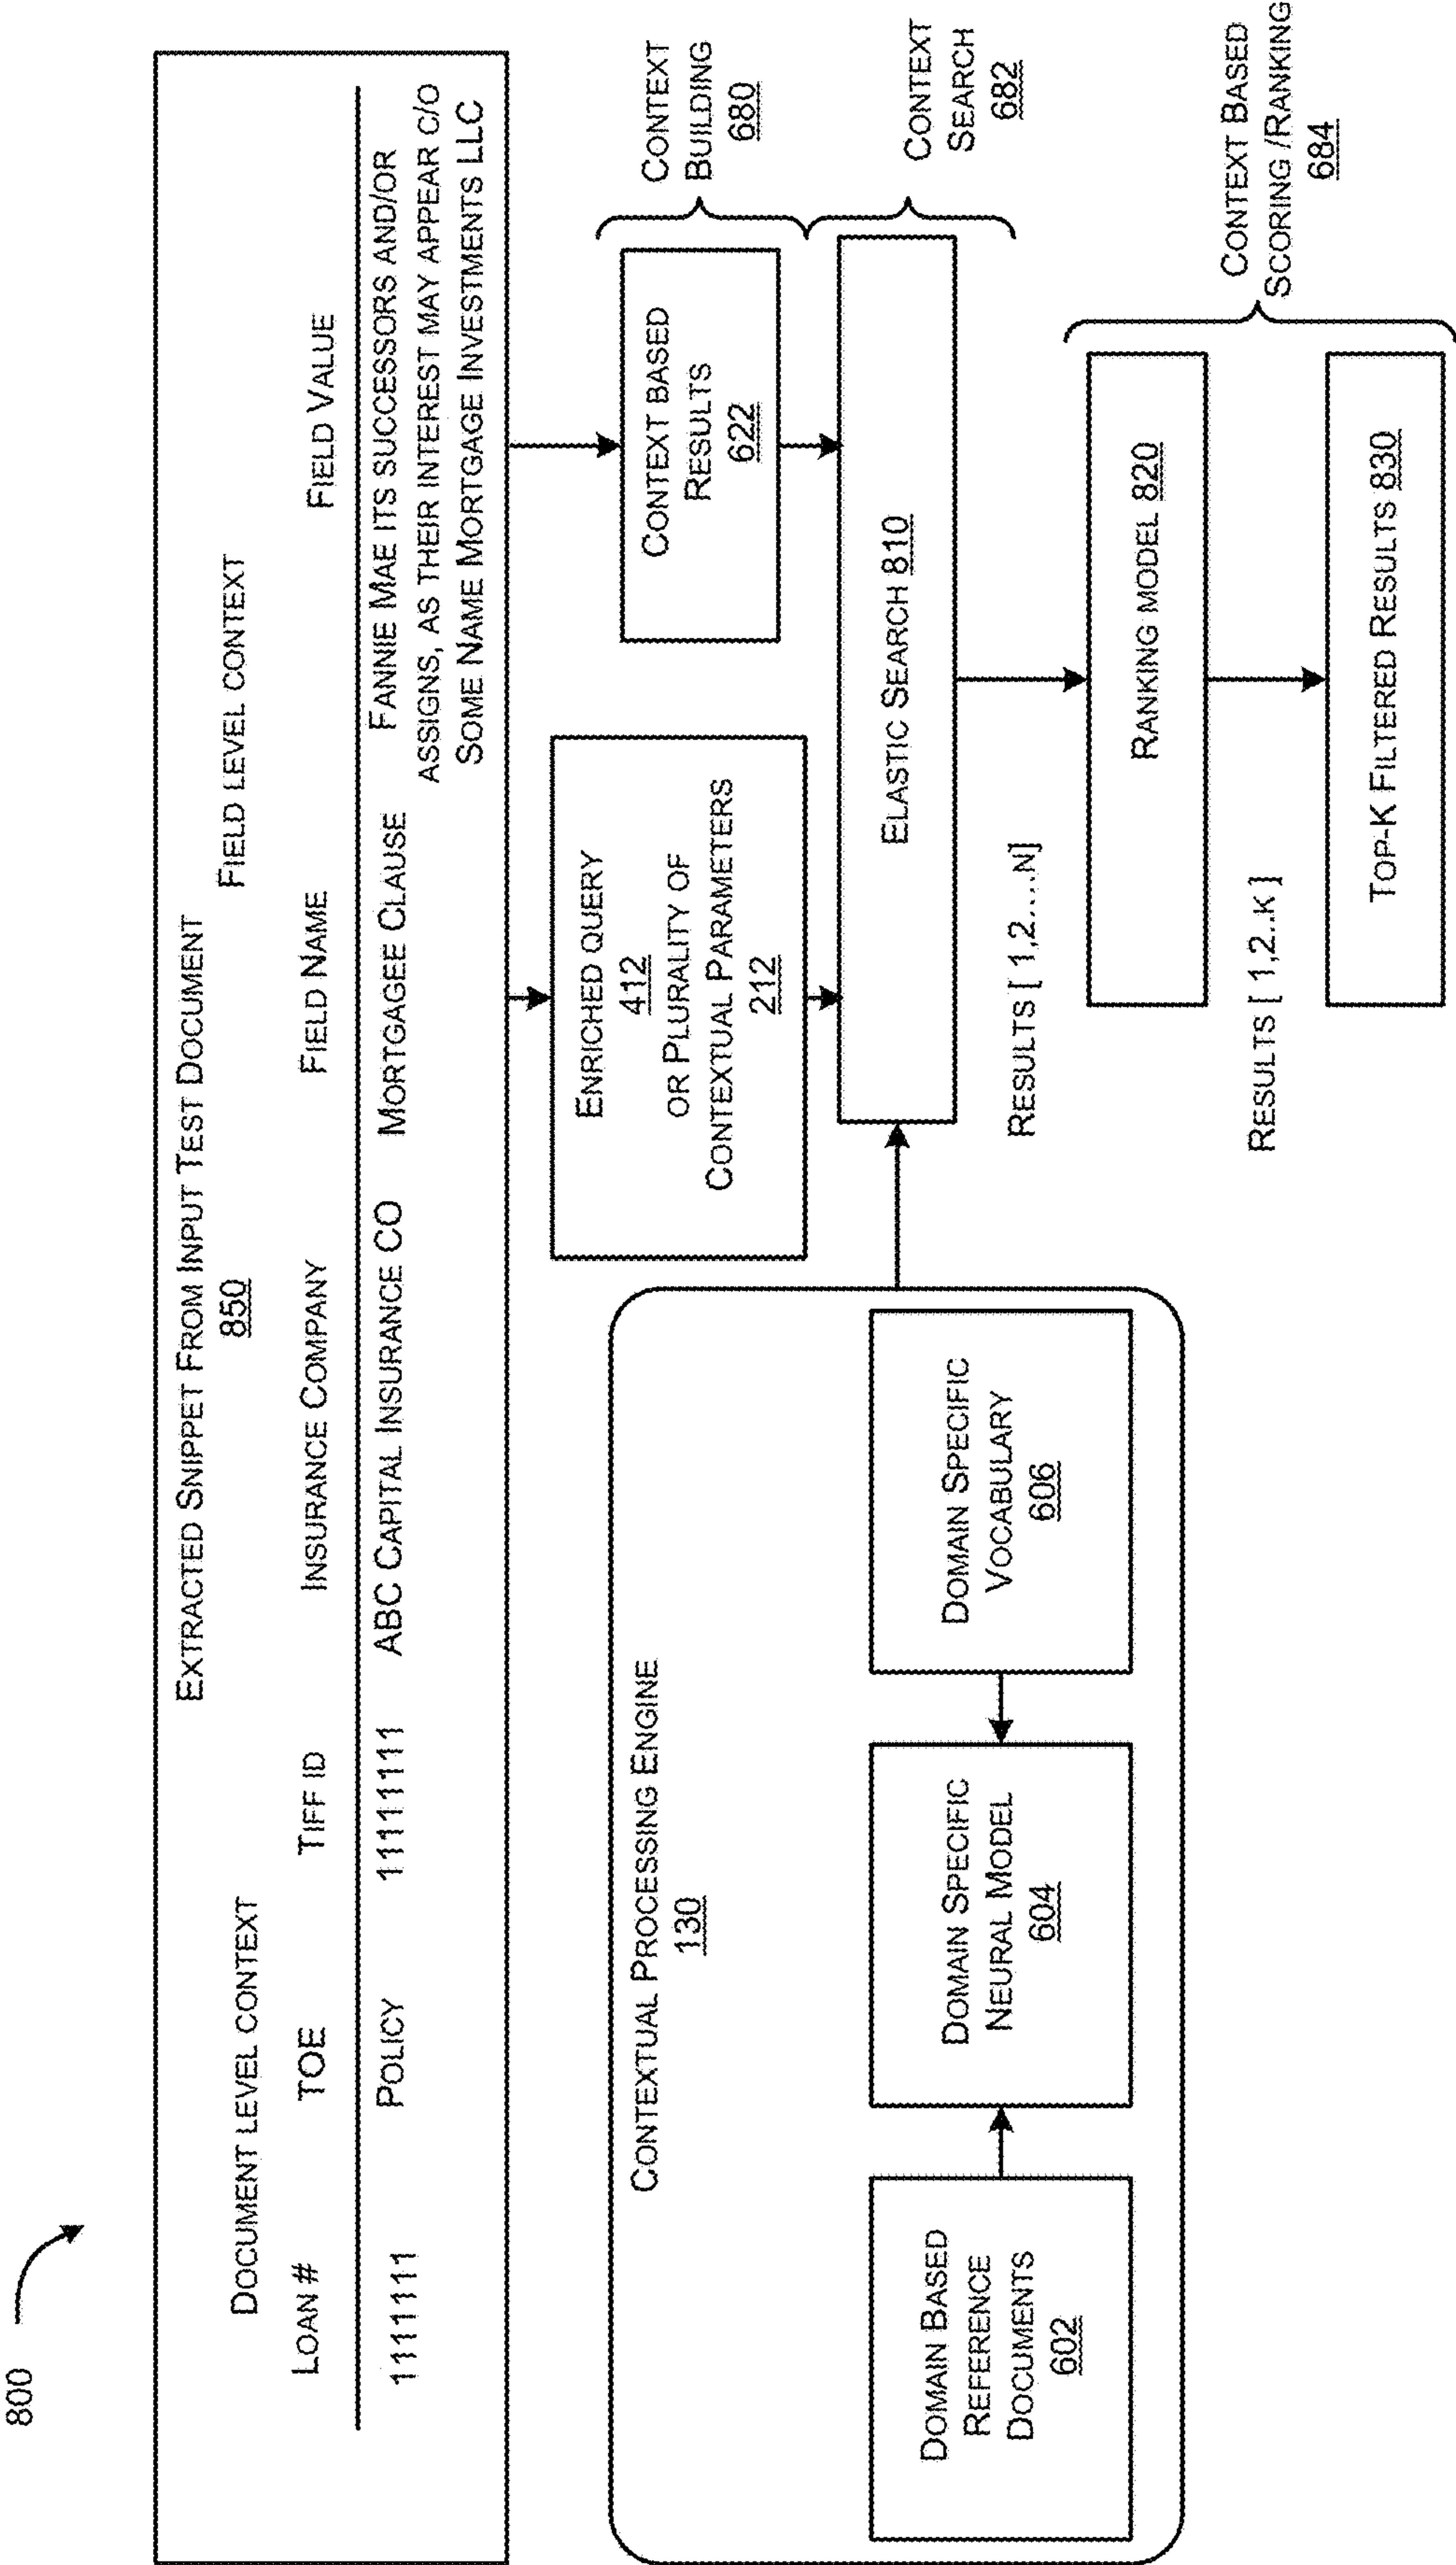 800
EXTRACTED SNIPPET FROM INPUT TEST DOCUMENT
850
DOCUMENT LEVEL CONTEXT
FIELD LEVEL CONTEXT
LOAN # TOE TIFF ID INSURANCE COMPANY FIELD NAME FIELD VALUE
1111111 POLICY 1111111 ABC CAPITAL INSURANCE CO MORTGAGEE CLAUSE FANNIE MAE ITS SUCCESSORS AND/OR
ASSIGNS, AS THEIR INTEREST MAY APPEAR C/O
SOME NAME MORTGAGE INVESTMENTS LLC
CONTEXTUAL PROCESSING ENGINE
130
DOMAIN BASED
REFERENCE
DOCUMENTS
602
DOMAIN SPECIFIC
NEURAL MODEL
604
DOMAIN SPECIFIC
VOCABULARY
606
ENRICHED QUERY
412
OR PLURALITY OF
CONTEXTUAL PARAMETERS
212
CONTEXT BASED
RESULTS
622
CONTEXT
BUILDING
680
ELASTIC SEARCH 810
CONTEXT
SEARCH
682
RESULTS [ 1,2....N]
RANKING MODEL 820
RESULTS [ 1,2..K ]
TOP-K FILTERED RESULTS 830
CONTEXT BASED
SCORING /RANKING
684